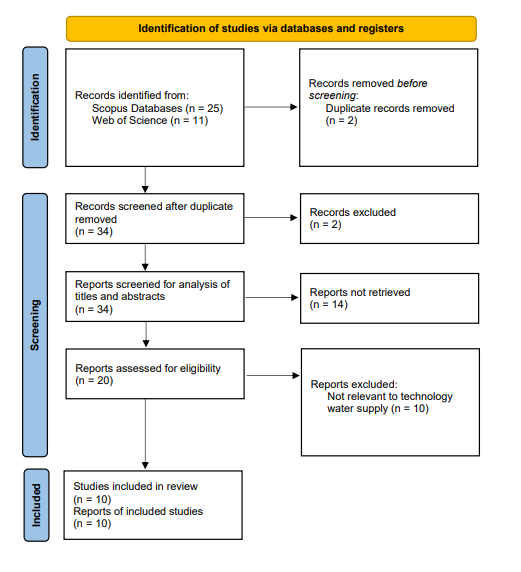 Identification of studies via databases and registers
Identification
Records identified from:
Scopus Databases (n = 25)
Web of Science (n = 11)
Records removed before
screening:
Duplicate records removed
(n = 2)
Screening
Records screened after duplicate
removed
(n = 34)
Records excluded
(n = 2)
Reports screened for analysis of
titles and abstracts
(n = 34)
Reports not retrieved
(n = 14)
Reports assessed for eligibility
(n = 20)
Reports excluded:
Not relevant to technology
water supply (n = 10)
Included
Studies included in review
(n = 10)
Reports of included studies
(n = 10)